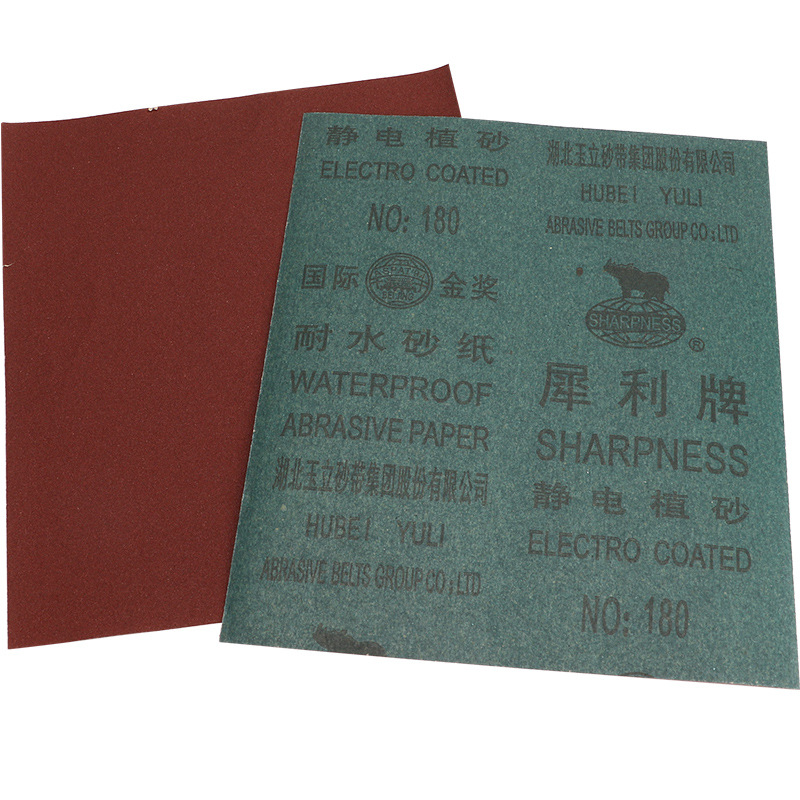 静电植砂
ELECTRO COATED
NO: 180
国际
金奖
耐水砂纸
WATERPROOF
ABRASIVE PAPER
湖北玉立砂带集团股份有限公司
HUBEI YULI
ABRASIVE BELTS GROUP CO.,LTD
湖北玉立砂带集团股份有限公司
HUBEI YULI
ABRASIVE BELTS GROUP CO.,LTD
SHARPNESS
®
犀利牌
SHARPNESS
静电植砂
ELECTRO COATED
NO: 180